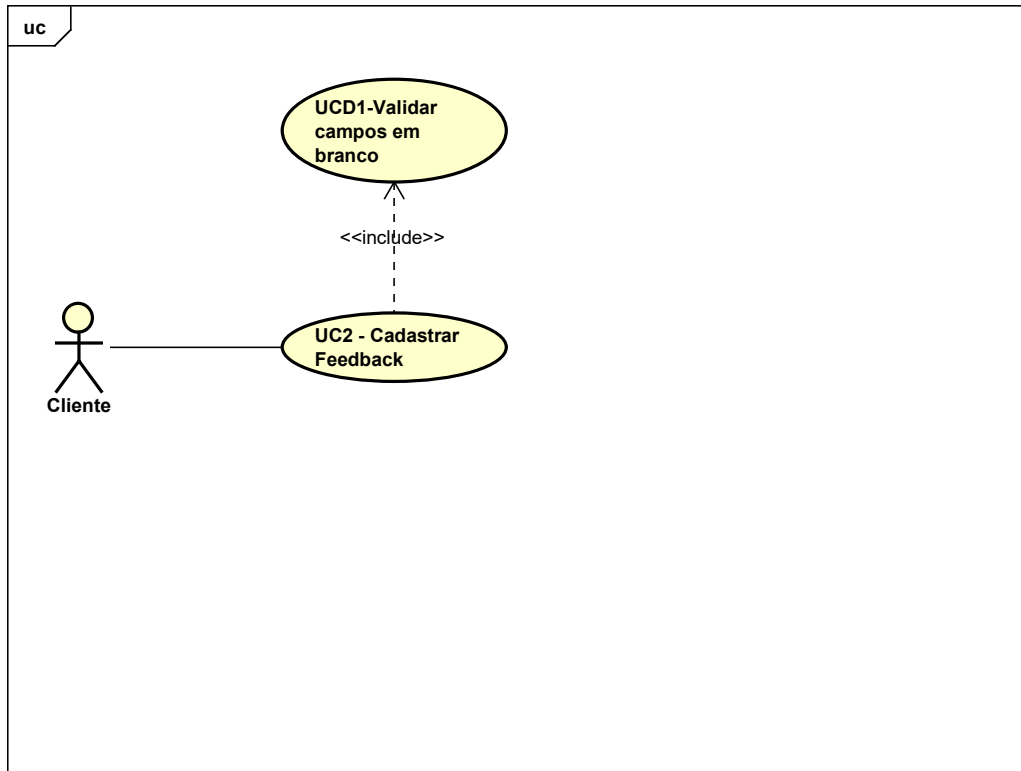 uc
UCD1-Validar
campos em
branco
<<include>>
UC2 - Cadastrar
Feedback
Cliente